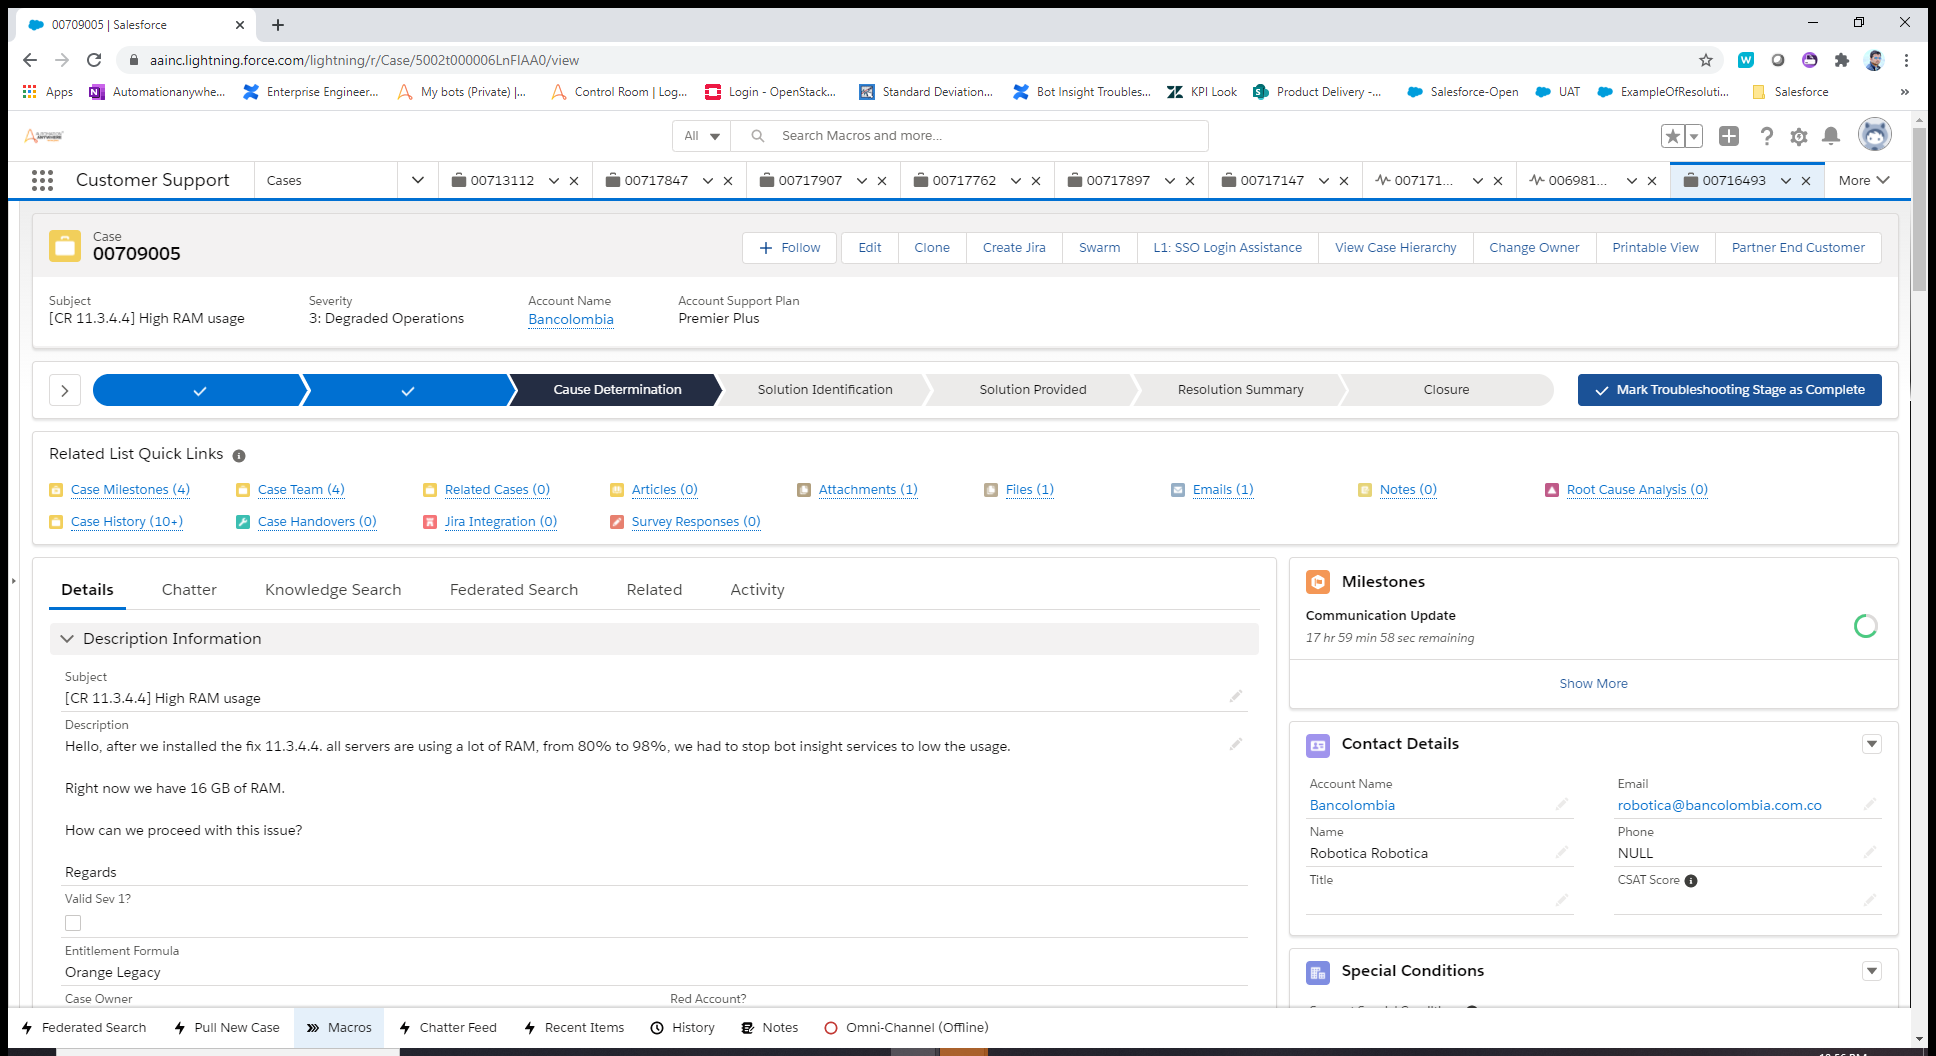 00709005 | Salesforce
aainc.lightning.force.com/lightning/r/Case/5002t000006LnFIAA0/view
Apps Automationanywhe... Enterprise Engineer... My bots (Private) |... Control Room | Log... Login - OpenStack... Standard Deviation... Bot Insight Troubles... KPI Look Product Delivery -... Salesforce-Open UAT ExampleOfResoluti... Salesforce »
All Search Macros and more...
Customer Support Cases 00713112 00717847 00717907 00717762 00717897 00717147 007171... 006981... 00716493 More
Case
00709005
Follow Edit Clone Create Jira Swarm L1: SSO Login Assistance View Case Hierarchy Change Owner Printable View Partner End Customer
Subject Severity Account Name Account Support Plan
[CR 11.3.4.4] High RAM usage 3: Degraded Operations Bancolombia Premier Plus
Cause Determination Solution Identification Solution Provided Resolution Summary Closure Mark Troubleshooting Stage as Complete
Related List Quick Links
Case Milestones (4) Case Team (4) Related Cases (0) Articles (0) Attachments (1) Files (1) Emails (1) Notes (0) Root Cause Analysis (0)
Case History (10+) Case Handovers (0) Jira Integration (0) Survey Responses (0)
Details Chatter Knowledge Search Federated Search Related Activity
Description Information
Subject
[CR 11.3.4.4] High RAM usage
Description
Hello, after we installed the fix 11.3.4.4. all servers are using a lot of RAM, from 80% to 98%, we had to stop bot insight services to low the usage.
Right now we have 16 GB of RAM.
How can we proceed with this issue?
Regards
Valid Sev 1?
Entitlement Formula
Orange Legacy
Case Owner Red Account?
Milestones
Communication Update
17 hr 59 min 58 sec remaining
Show More
Contact Details
Account Name Email
Bancolombia robotica@bancolombia.com.co
Name Phone
Robotica Robotica NULL
Title CSAT Score
Special Conditions
Federated Search Pull New Case Macros Chatter Feed Recent Items History Notes Omni-Channel (Offline)